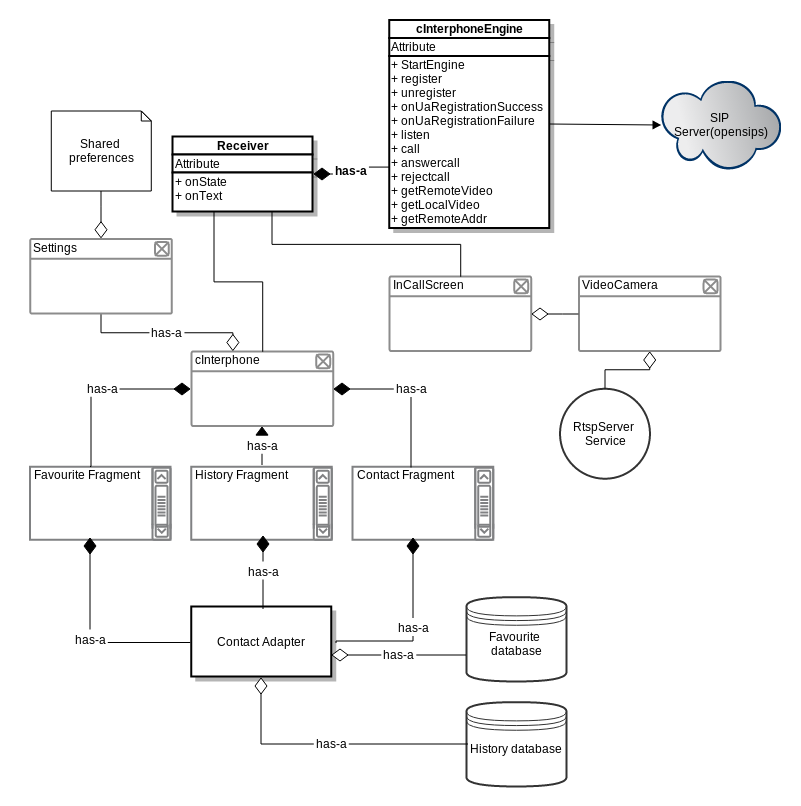 cInterphoneEngine
Attribute
+ StartEngine
+ register
+ unregister
+ onUaRegistrationSuccess
+ onUaRegistrationFailure
+ listen
+ call
+ answercall
+ rejectcall
+ getRemoteVideo
+ getLocalVideo
+ getRemoteAddr
SIP
Server(opensips)
Shared
preferences
Receiver
Attribute
+ onState
+ onText
has-a
Settings
InCallScreen
VideoCamera
has-a
cInterphone
has-a
has-a
RtspServer
Service
has-a
Favourite Fragment
History Fragment
Contact Fragment
has-a
has-a
has-a
Contact Adapter
has-a
Favourite
database
has-a
History database